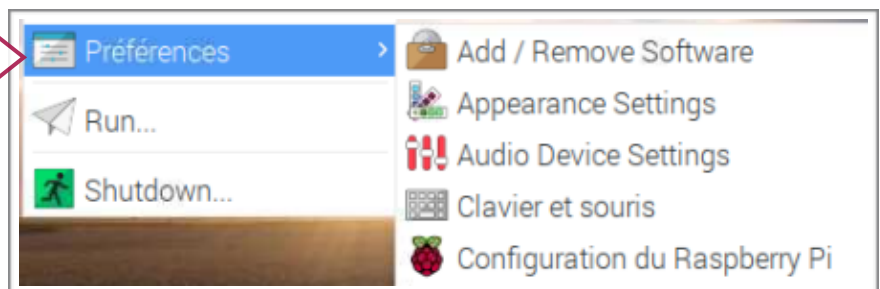 Préférences
Run...
Shutdown...
Add / Remove Software
Appearance Settings
Audio Device Settings
Clavier et souris
Configuration du Raspberry Pi